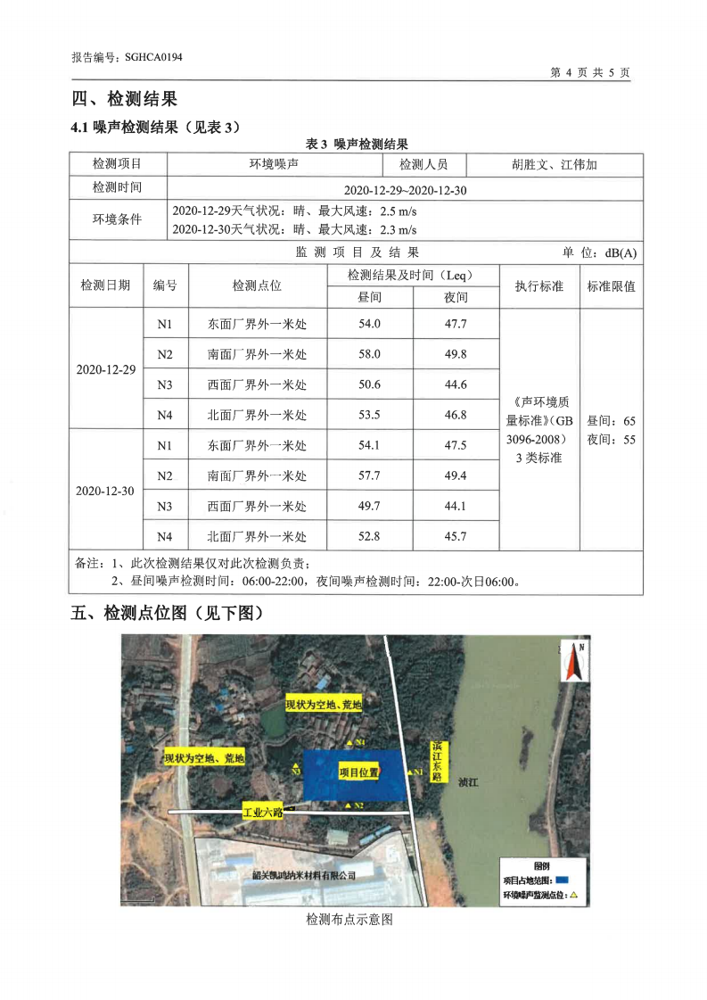 报告编号：SGHCA0194
第 4 页 共 5 页
四、检测结果
4.1 噪声检测结果（见表 3）
表 3 噪声检测结果
检测项目 环境噪声 检测人员 胡胜文、江伟加
检测时间 2020-12-29~2020-12-30
环境条件
2020-12-29天气状况：晴、最大风速：2.5 m/s
2020-12-30天气状况：晴、最大风速：2.3 m/s
监 测 项 目 及 结 果 单 位：dB(A)
检测日期 编号 检测点位 检测结果及时间（Leq） 执行标准 标准限值
昼间 夜间
2020-12-29
N1 东面厂界外一米处 54.0 47.7
N2 南面厂界外一米处 58.0 49.8
N3 西面厂界外一米处 50.6 44.6
N4 北面厂界外一米处 53.5 46.8
2020-12-30
N1 东面厂界外一米处 54.1 47.5
N2 南面厂界外一米处 57.7 49.4
N3 西面厂界外一米处 49.7 44.1
N4 北面厂界外一米处 52.8 45.7
《声环境质
量标准》（GB
3096-2008）
3 类标准
昼间：65
夜间：55
备注：1、此次检测结果仅对此次检测负责；
2、昼间噪声检测时间：06:00-22:00，夜间噪声检测时间：22:00-次日06:00。
五、检测点位图（见下图）
N
现状为空地、荒地
N4
现状为空地、荒地
N3
项目位置
N1
滨江东路
浈江
N2
工业六路
韶关凯鸿纳米材料有限公司
图例
项目占地范围：
环境噪声监测点位：
检测布点示意图